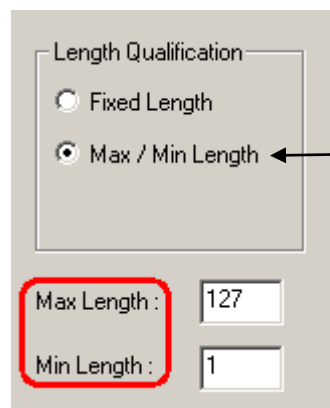 Length Qualification
Fixed Length
Max / Min Length
Max Length : 127
Min Length : 1